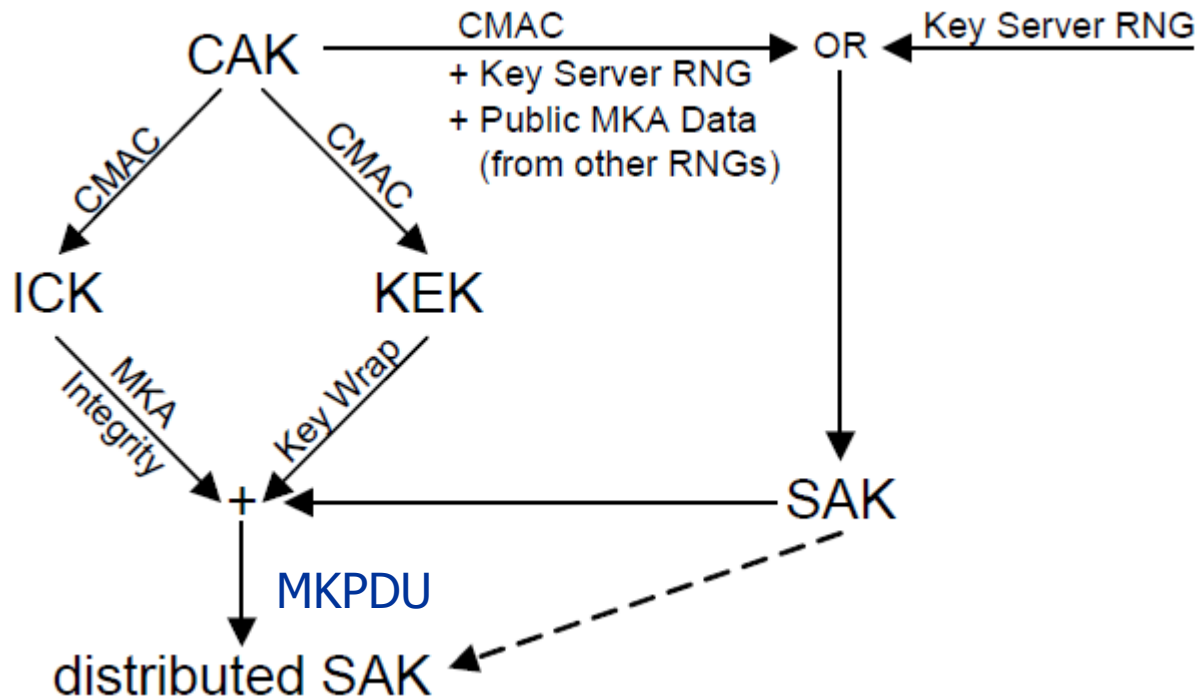 CMAC
Key Server RNG
CAK
OR
+ Key Server RNG
+ Public MKA Data
(from other RNGs)
CMAC
CMAC
ICK
KEK
MKA
Integrity
Key Wrap
+
SAK
MKPDU
distributed SAK